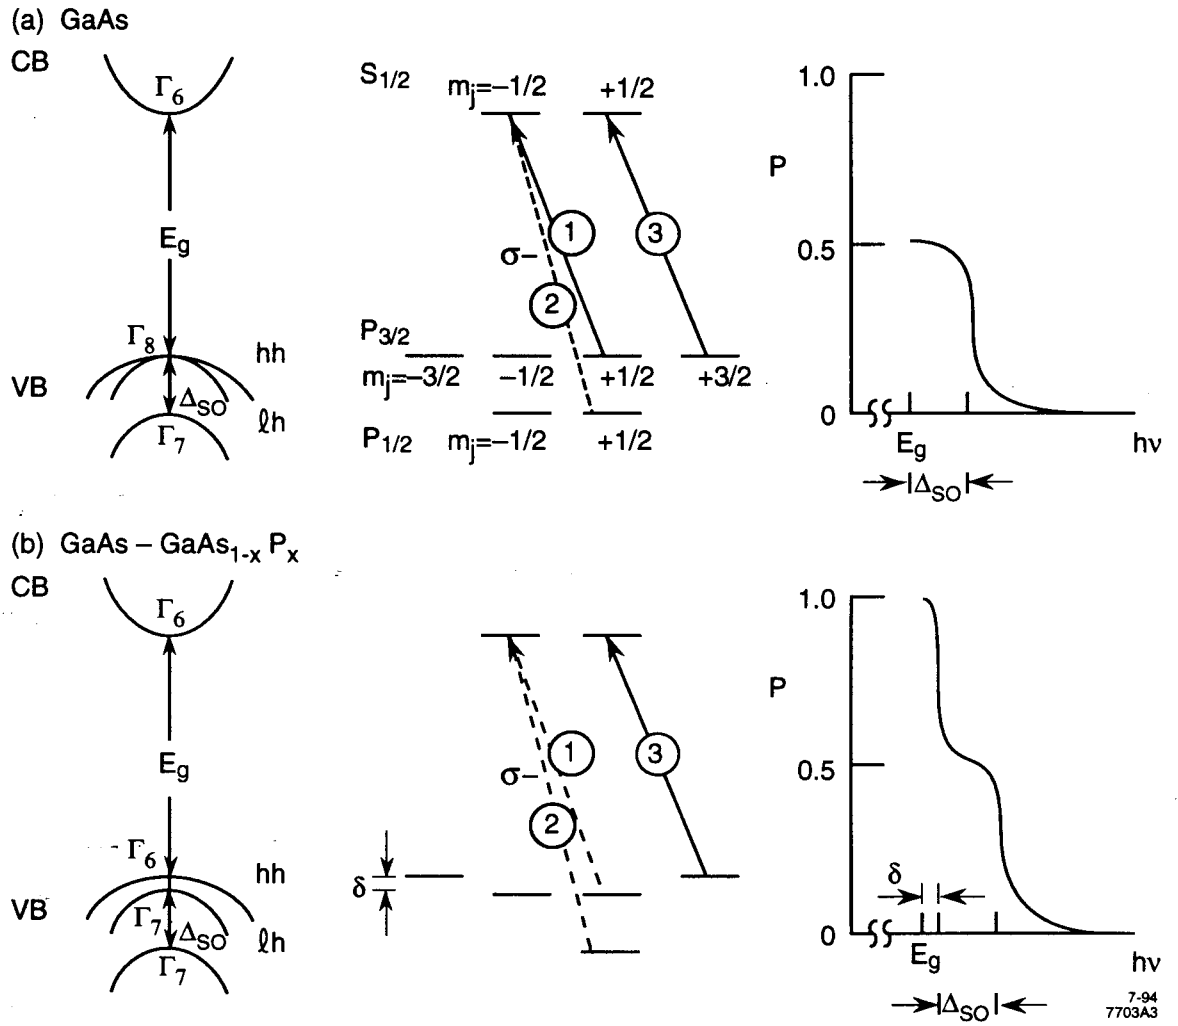 (a) GaAs
CB
Γ6
Eg
Γ8
hh
VB
ΔSO
ℓh
Γ7
S1/2 mj=−1/2 +1/2
1
3
σ−
2
P3/2
mj=−3/2 −1/2 +1/2 +3/2
P1/2 mj=−1/2 +1/2
1.0
P
0.5
0
Eg
hν
ΔSO
(b) GaAs − GaAs1-x Px
CB
Γ6
Eg
Γ6
hh
VB
Γ7
ΔSO
ℓh
Γ7
1
3
σ−
2
δ
1.0
P
0.5
δ
0
Eg
hν
ΔSO
7-94
7703A3